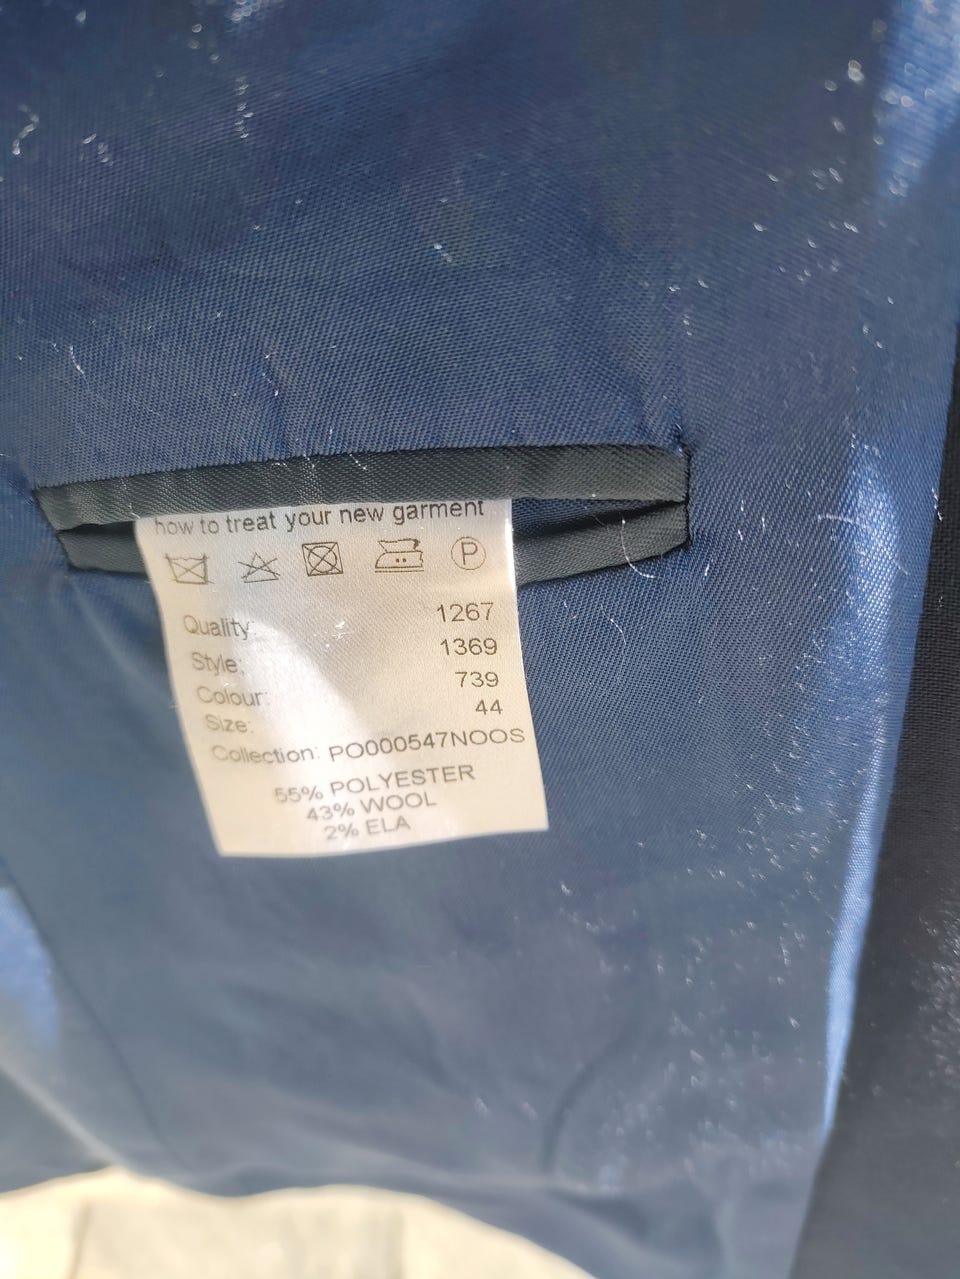 how to treat your new garment
P
Quality: 1267
Style: 1369
Colour: 739
Size: 44
Collection: PO000547NOOS
55% POLYESTER
43% WOOL
2% ELA